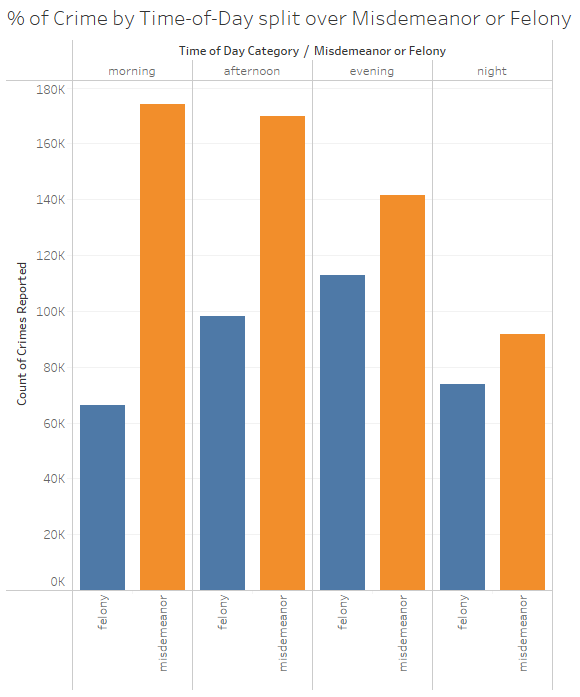 % of Crime by Time-of-Day split over Misdemeanor or Felony
Time of Day Category / Misdemeanor or Felony
morning afternoon evening night
Count of Crimes Reported
180K
160K
140K
120K
100K
80K
60K
40K
20K
0K
felony misdemeanor felony misdemeanor felony misdemeanor felony misdemeanor